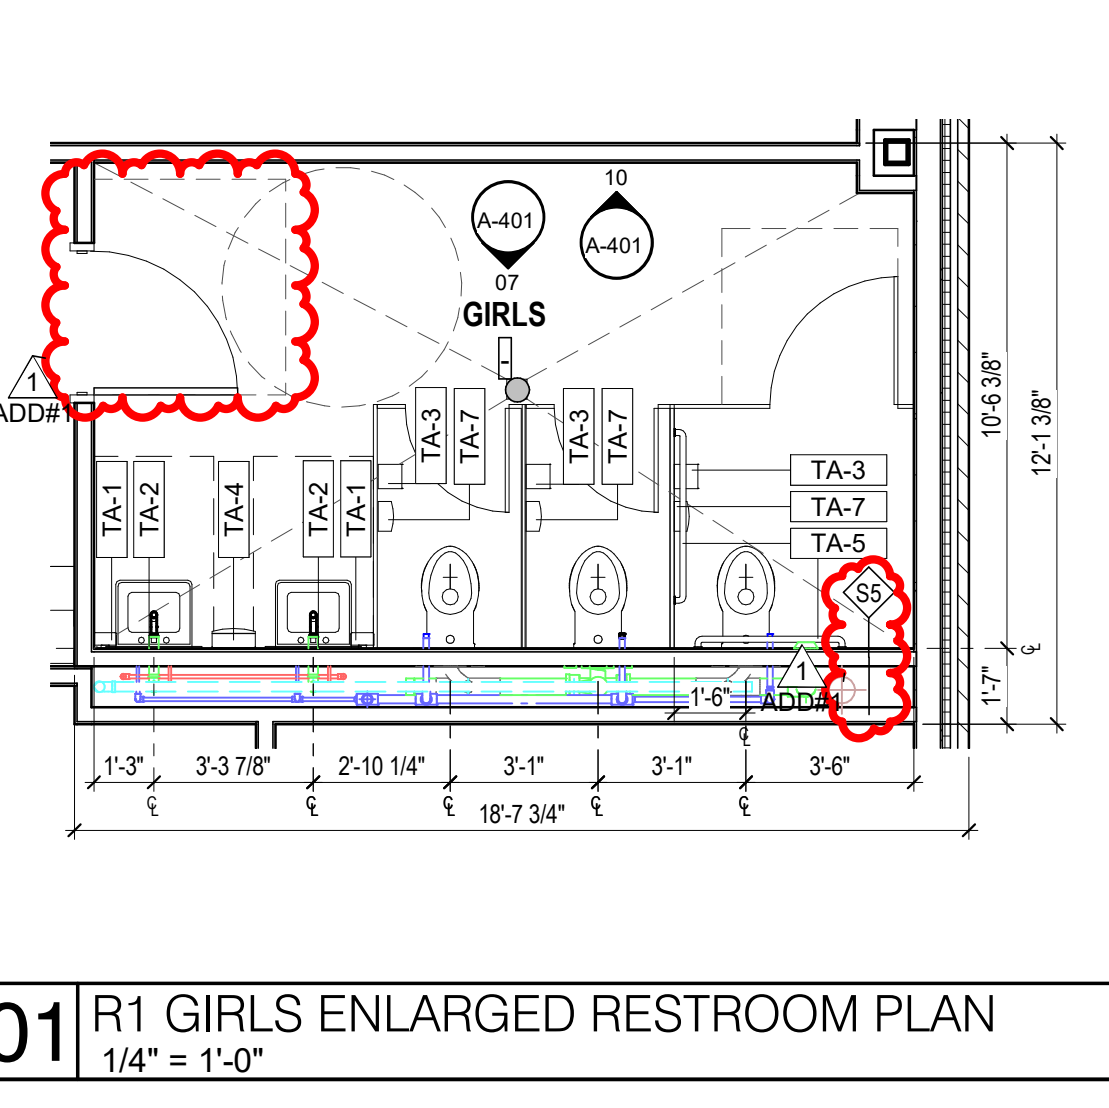 10
A-401
A-401
07
GIRLS
1
ADD#1
10'-6 3/8"
12'-1 3/8"
TA-3
TA-7
TA-3
TA-7
TA-1
TA-2
TA-4
TA-2
TA-1
TA-3
TA-7
TA-5
S5
1
ADD#1
1'-6"
1'-7"
℄
℄
1'-3"
3'-3 7/8"
2'-10 1/4"
3'-1"
3'-1"
3'-6"
℄
℄
℄
℄
℄
18'-7 3/4"
01
R1 GIRLS ENLARGED RESTROOM PLAN
1/4" = 1'-0"